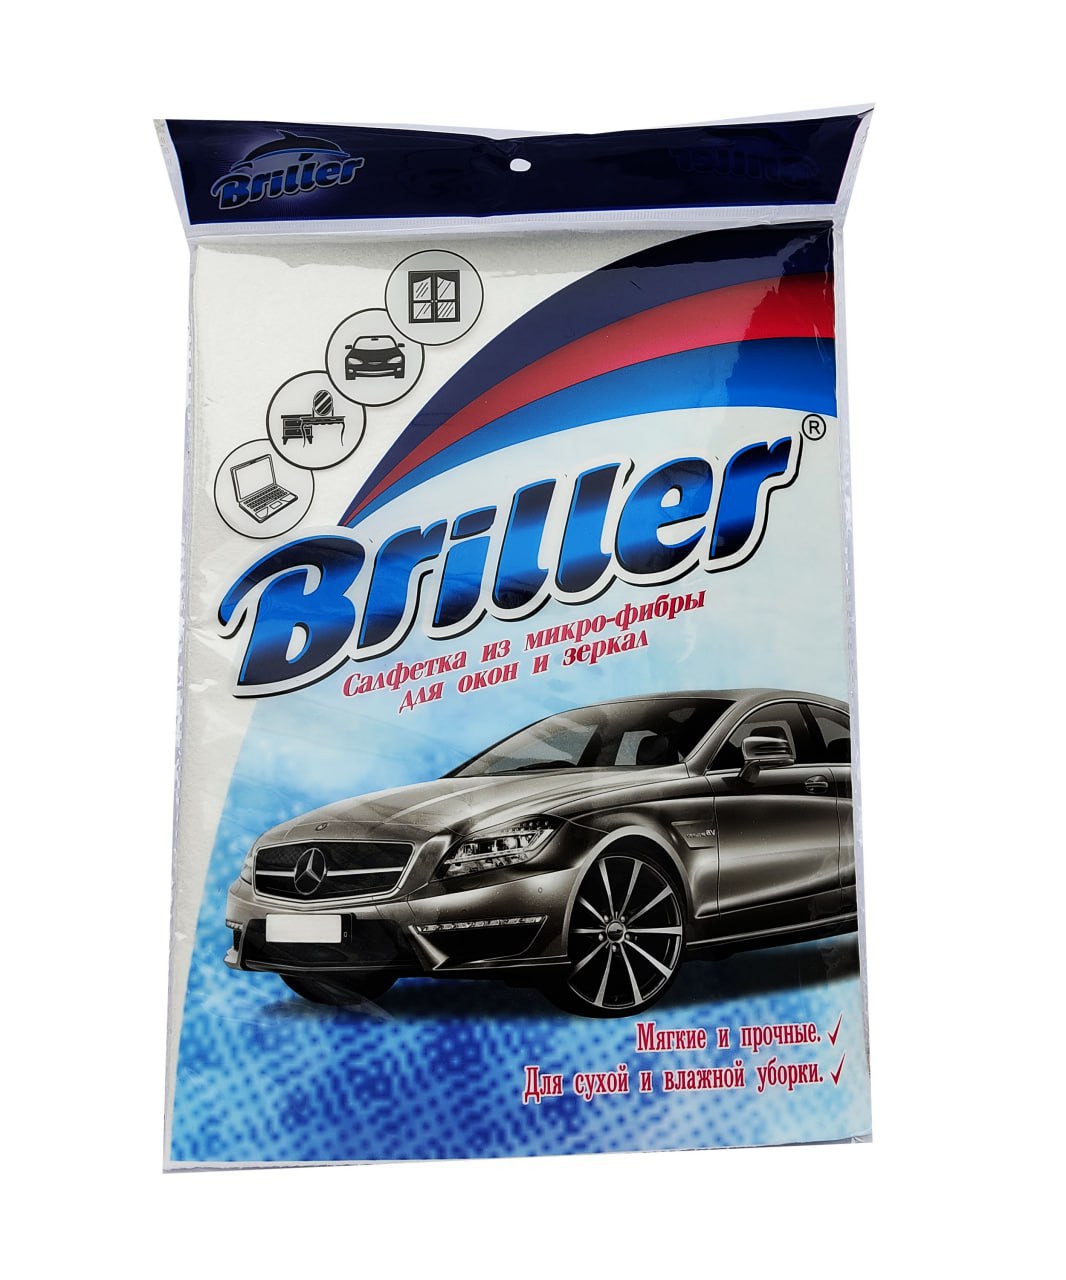 Briller
Briller®
Салфетка из микро-фибры
для окон и зеркал
Мягкие и прочные.
Для сухой и влажной уборки.